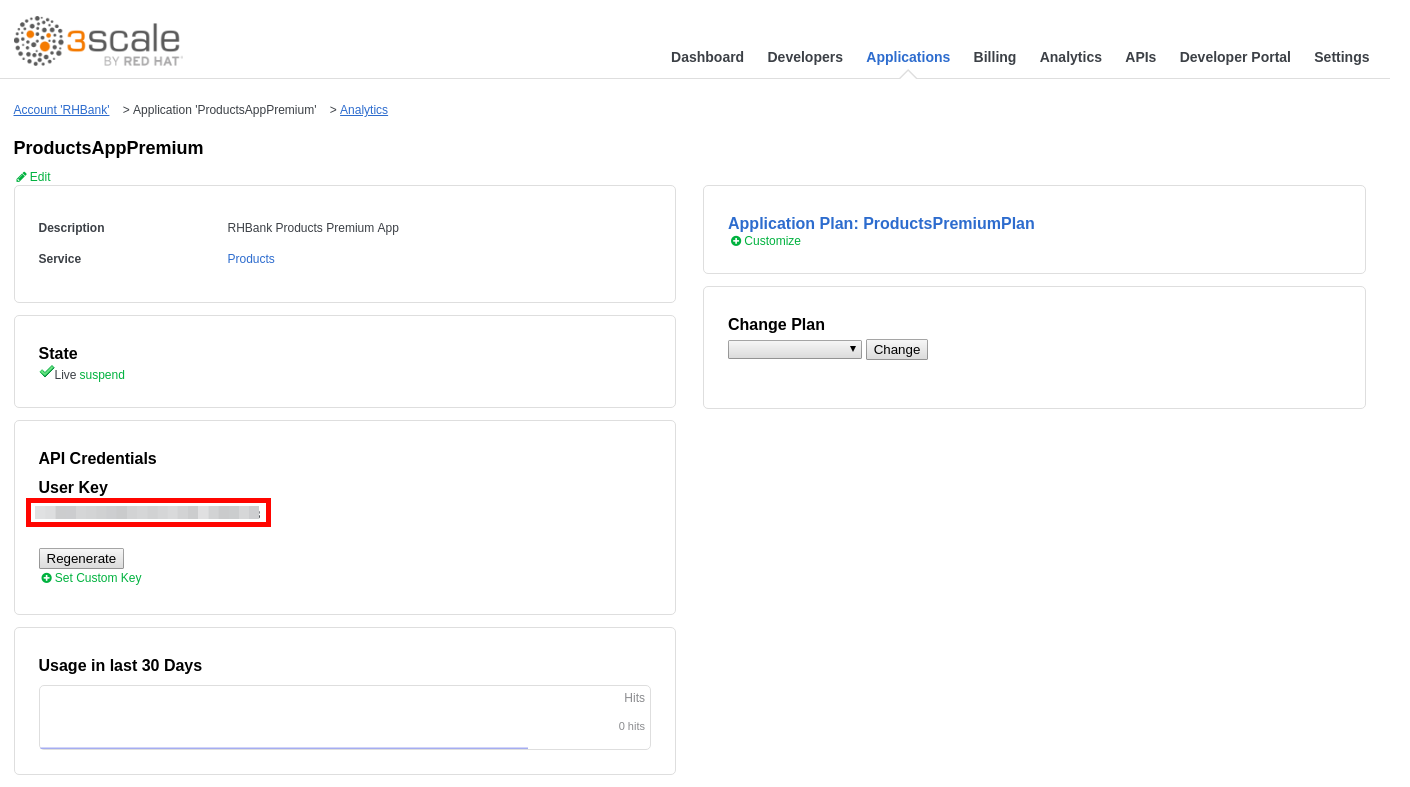 3scale
BY RED HAT
Dashboard Developers Applications Billing Analytics APIs Developer Portal Settings
Account 'RHBank' > Application 'ProductsAppPremium' > Analytics
ProductsAppPremium
Edit
Description RHBank Products Premium App
Service Products
State
Live suspend
API Credentials
User Key
Regenerate
Set Custom Key
Usage in last 30 Days
Hits
0 hits
Application Plan: ProductsPremiumPlan
Customize
Change Plan
Change